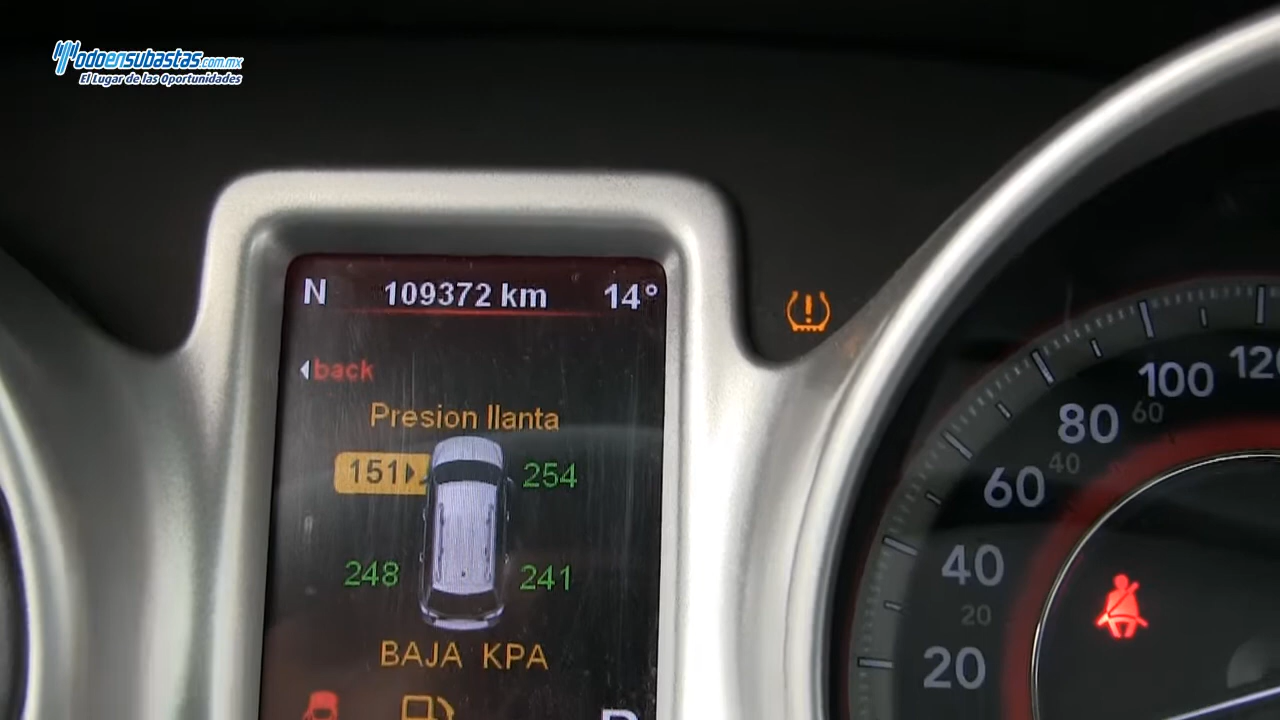 Todoensubastas.com.mx
El Lugar de las Oportunidades
N 109372 km 14°
back
Presion llanta
151 254
248 241
BAJA KPA
120
100
80 60
60 40
40
20
20